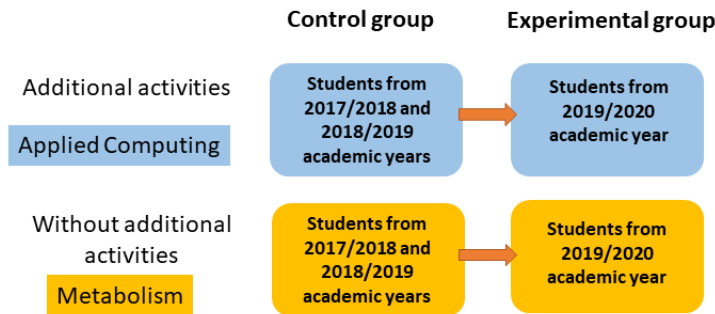 Control group
Experimental group
Additional activities
Applied Computing
Students from
2017/2018 and
2018/2019
academic years
Students from
2019/2020
academic year
Without additional
activities
Metabolism
Students from
2017/2018 and
2018/2019
academic years
Students from
2019/2020
academic year